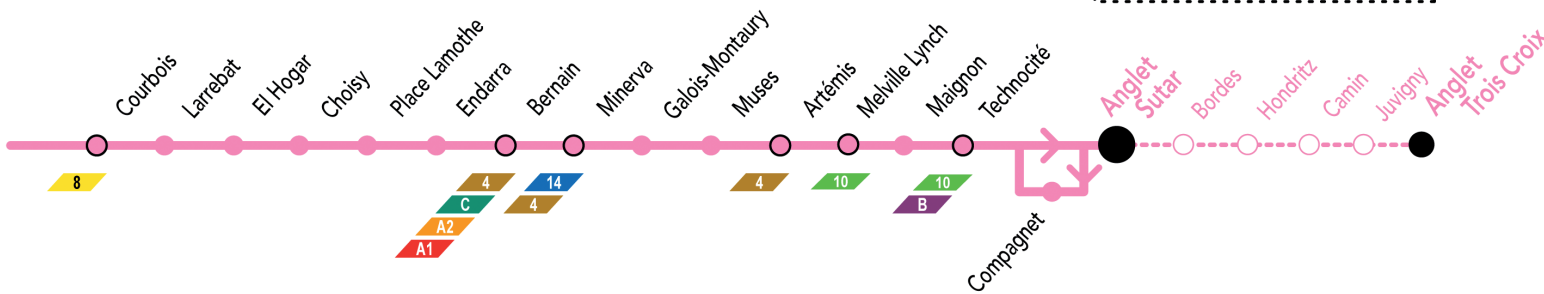 Courbois
Larrebat
El Hogar
Choisy
Place Lamothe
Endarra
Bernain
Minerva
Galois-Montaury
Muses
Artémis
Melville Lynch
Maignon
Technocité
Anglet
Sutar
Bordes
Hondritz
Camin
Juvigny
Anglet
Trois Croix
8
4
C
A2
A1
14
4
4
10
10
B
Compagnet